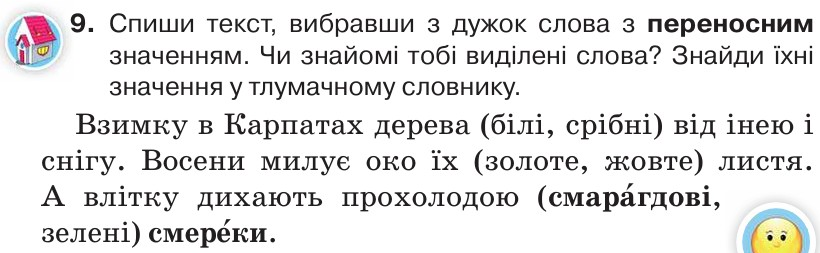 9. Спиши текст, вибравши з дужок слова з переносним
значенням. Чи знайомі тобі виділені слова? Знайди їхні
значення у тлумачному словнику.
Взимку в Карпатах дерева (білі, срібні) від інею і
снігу. Восени милує око їх (золоте, жовте) листя.
А влітку дихають прохолодою (смара́гдові,
зелені) смере́ки.